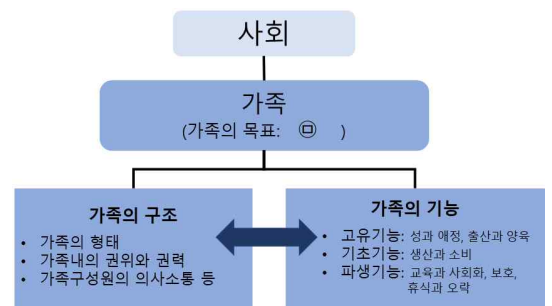 사회
가족
(가족의 목표: ㉤ )
가족의 구조
• 가족의 형태
• 가족내의 권위와 권력
• 가족구성원의 의사소통 등
가족의 기능
• 고유기능: 성과 애정, 출산과 양육
• 기초기능: 생산과 소비
• 파생기능: 교육과 사회화, 보호,
휴식과 오락